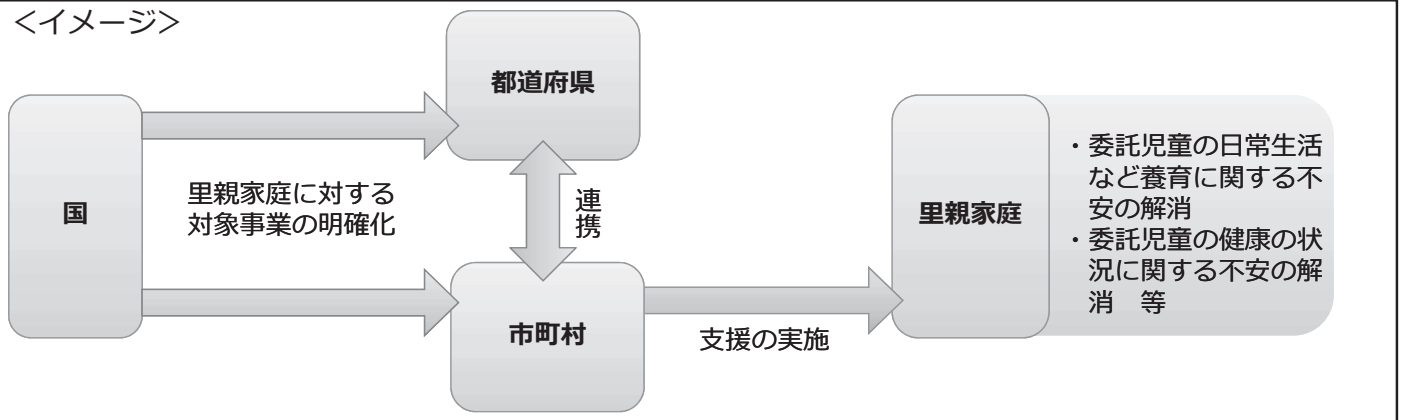 ＜イメージ＞
都道府県
国
里親家庭に対する
対象事業の明確化
連携
市町村
支援の実施
里親家庭
・委託児童の日常生活
など養育に関する不
安の解消
・委託児童の健康の状
況に関する不安の解
消　等